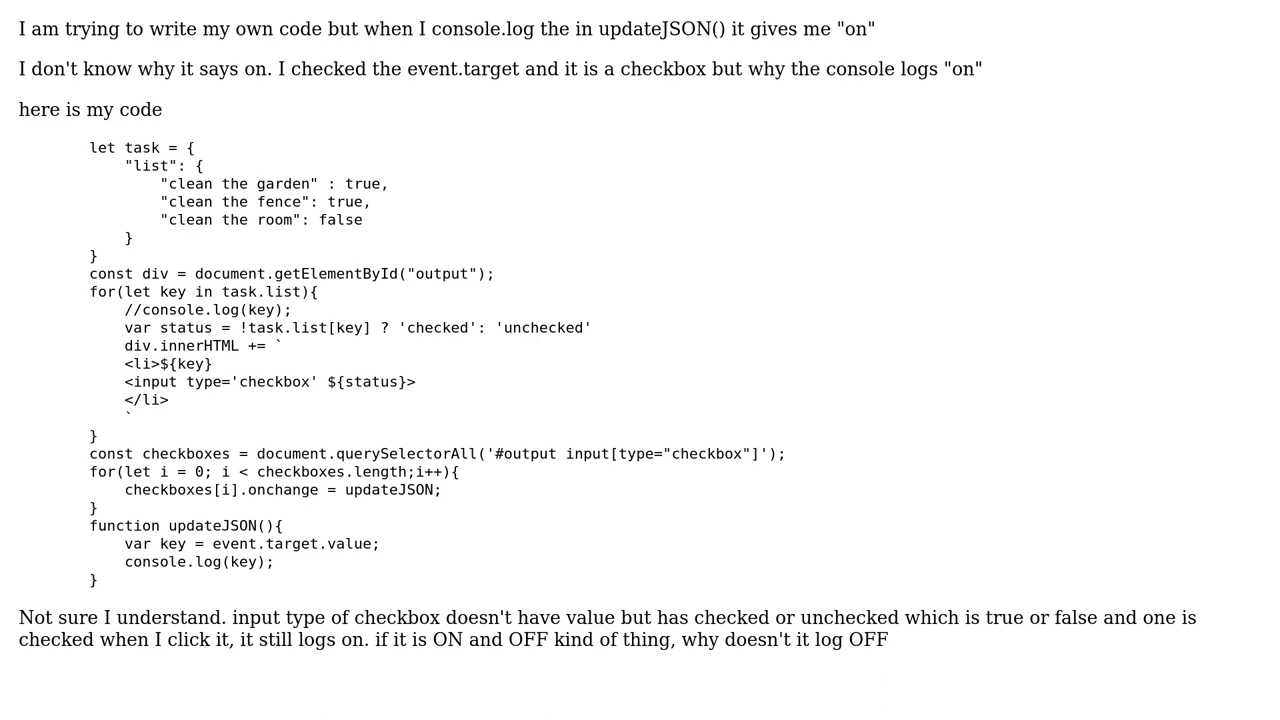 I am trying to write my own code but when I console.log the in updateJSON() it gives me "on"
I don't know why it says on. I checked the event.target and it is a checkbox but why the console logs "on"
here is my code
let task = {
    "list": {
        "clean the garden" : true,
        "clean the fence": true,
        "clean the room": false
    }
}
const div = document.getElementById("output");
for(let key in task.list){
    //console.log(key);
    var status = !task.list[key] ? 'checked': 'unchecked'
    div.innerHTML += `
    <li>${key}
    <input type='checkbox' ${status}>
    </li>
    `
}
const checkboxes = document.querySelectorAll('#output input[type="checkbox"]');
for(let i = 0; i < checkboxes.length;i++){
    checkboxes[i].onchange = updateJSON;
}
function updateJSON(){
    var key = event.target.value;
    console.log(key);
}
Not sure I understand. input type of checkbox doesn't have value but has checked or unchecked which is true or false and one is
checked when I click it, it still logs on. if it is ON and OFF kind of thing, why doesn't it log OFF